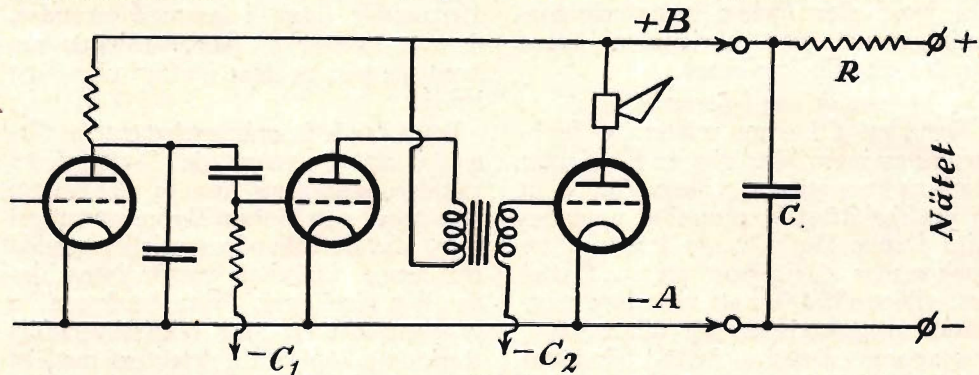 +B
R
+
C.
Nätet
-A
-
-C₁
-C₂